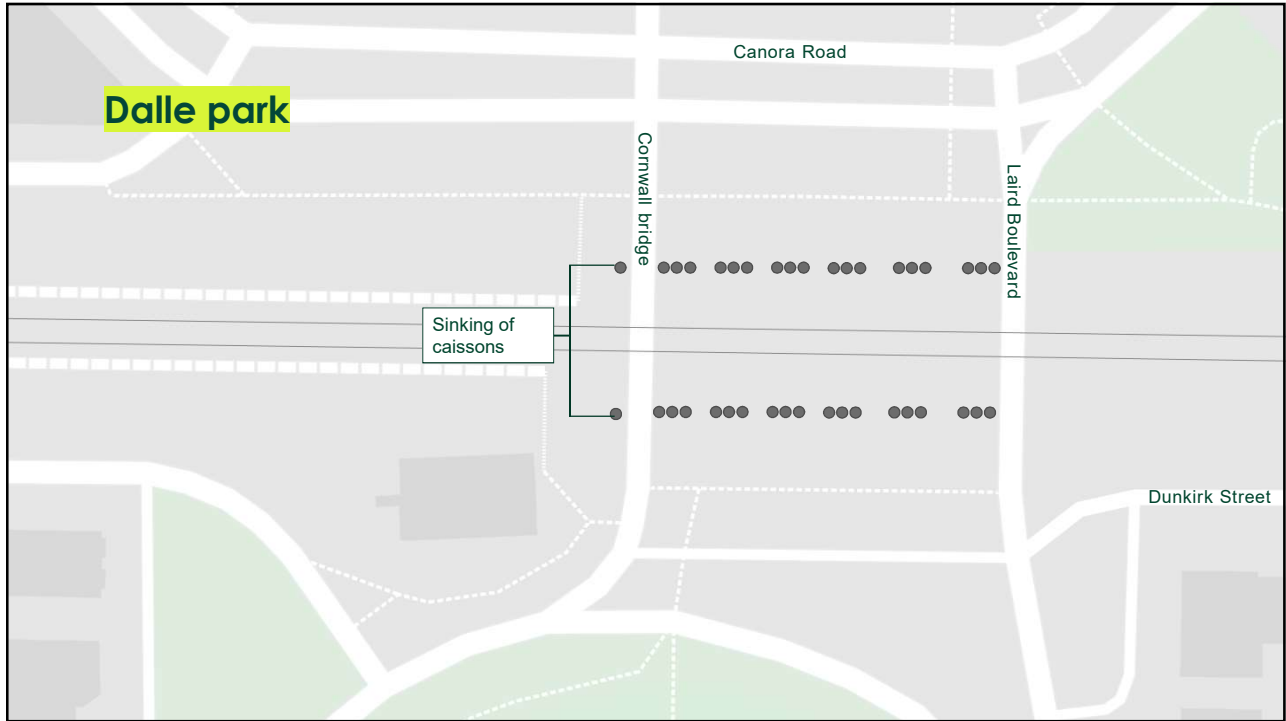 Canora Road
Dalle park
Cornwall bridge
Laird Boulevard
Sinking of
caissons
Dunkirk Street